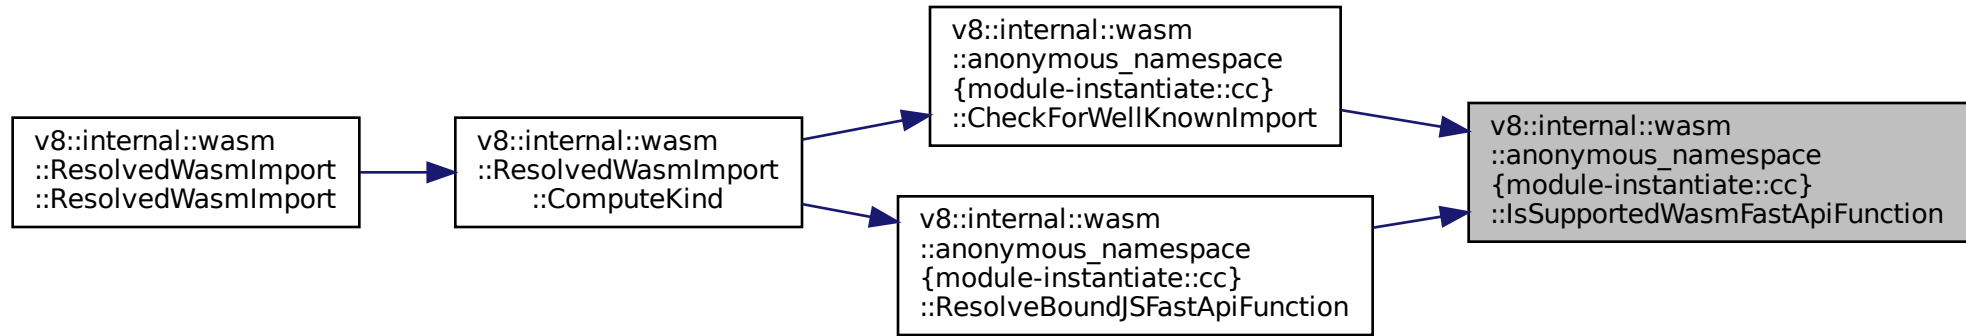 v8::internal::wasm
::ResolvedWasmImport
::ResolvedWasmImport
v8::internal::wasm
::ResolvedWasmImport
::ComputeKind
v8::internal::wasm
::anonymous_namespace
{module-instantiate::cc}
::CheckForWellKnownImport
v8::internal::wasm
::anonymous_namespace
{module-instantiate::cc}
::ResolveBoundJSFastApiFunction
v8::internal::wasm
::anonymous_namespace
{module-instantiate::cc}
::IsSupportedWasmFastApiFunction